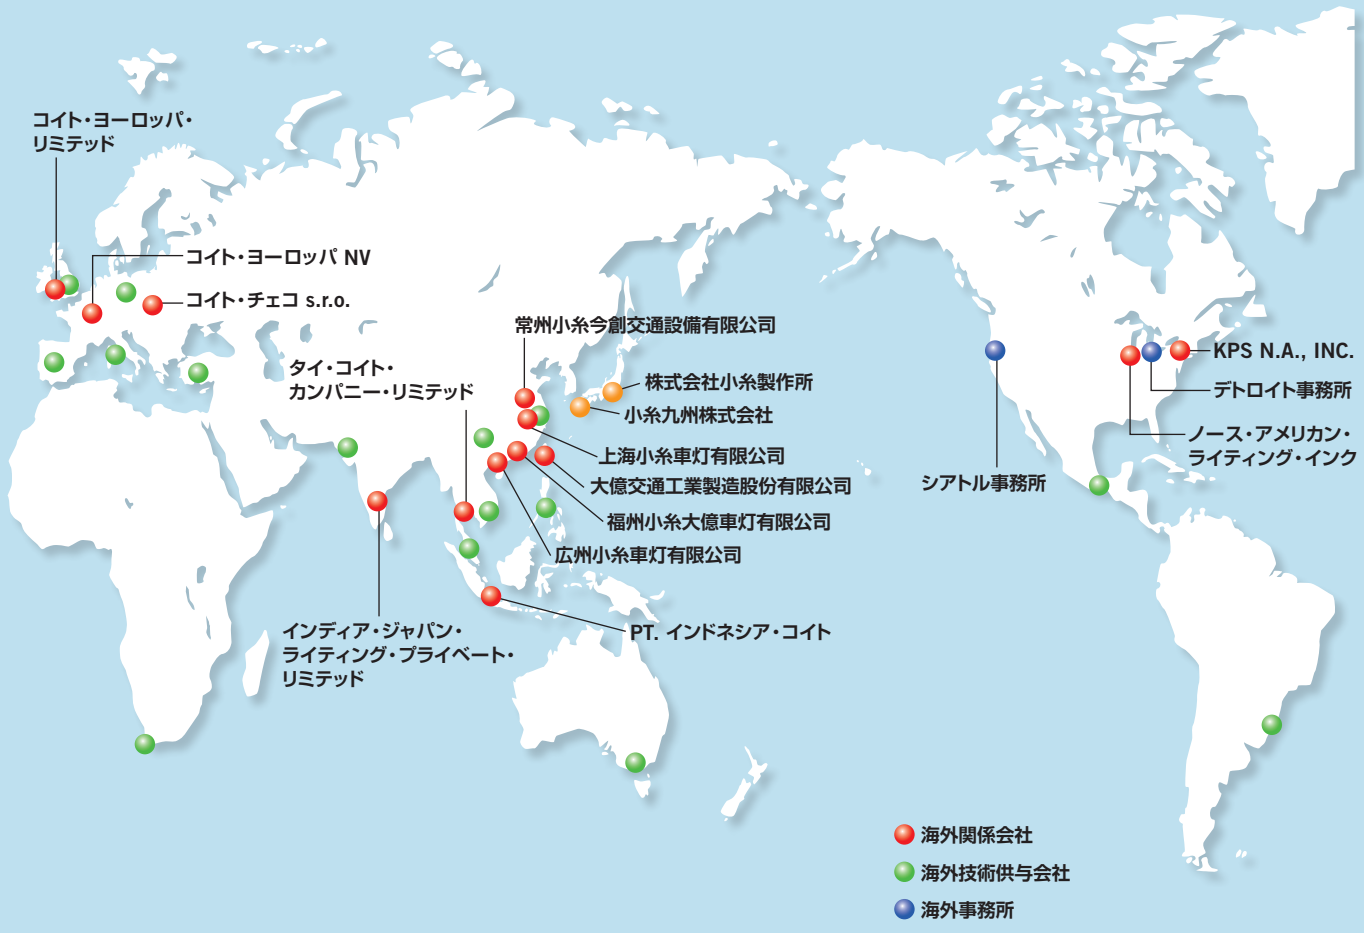 コイト・ヨーロッパ・
リミテッド
コイト・ヨーロッパ NV
コイト・チェコ s.r.o.
常州小糸今創交通設備有限公司
タイ・コイト・
カンパニー・リミテッド
株式会社小糸製作所
小糸九州株式会社
上海小糸車灯有限公司
大億交通工業製造股份有限公司
福州小糸大億車灯有限公司
広州小糸車灯有限公司
インディア・ジャパン・
ライティング・プライベート・
リミテッド
PT. インドネシア・コイト
KPS N.A., INC.
デトロイト事務所
ノース・アメリカン・
ライティング・インク
シアトル事務所
海外関係会社
海外技術供与会社
海外事務所